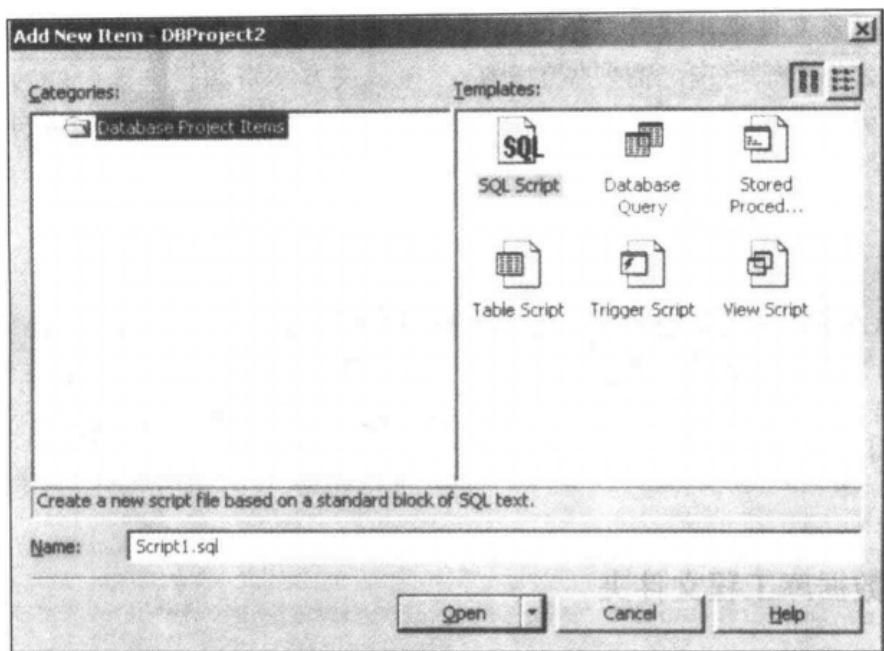 Add New Item - DBProject2
Categories:
Templates:
Database Project Items
SQL
SQL Script
Database
Query
Stored
Proced...
Table Script
Trigger Script
View Script
Create a new script file based on a standard block of SQL text.
Name:
Script1.sql
Open
Cancel
Help